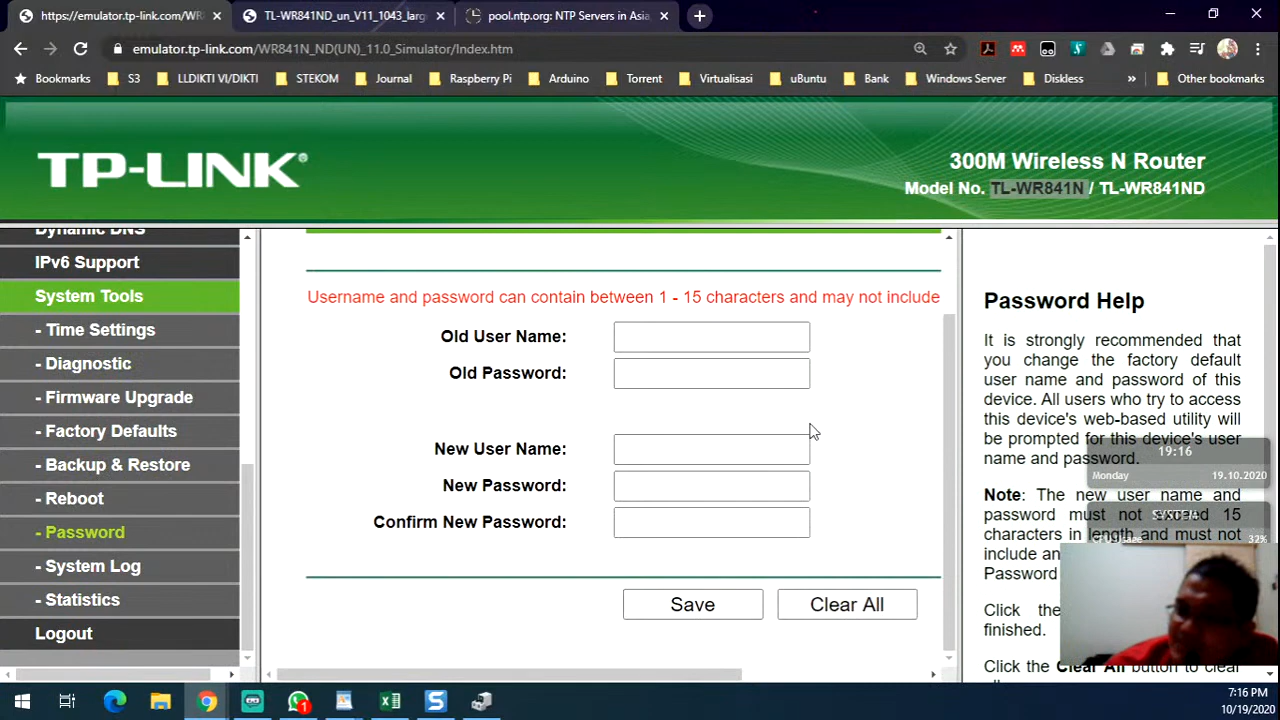 https://emulator.tp-link.com/WR
TL-WR841ND_un_V11_1043_larg
pool.ntp.org: NTP Servers in Asia,
emulator.tp-link.com/WR841N_ND(UN)_11.0_Simulator/Index.htm
Bookmarks
S3
LLDIKTI VI/DIKTI
STEKOM
Journal
Raspberry Pi
Arduino
Torrent
Virtualisasi
uBuntu
Bank
Windows Server
Diskless
»
Other bookmarks
TP-LINK®
300M Wireless N Router
Model No. TL-WR841N / TL-WR841ND
Dynamic DNS
IPv6 Support
System Tools
- Time Settings
- Diagnostic
- Firmware Upgrade
- Factory Defaults
- Backup & Restore
- Reboot
- Password
- System Log
- Statistics
Logout
Username and password can contain between 1 - 15 characters and may not include
Old User Name:
Old Password:
New User Name:
New Password:
Confirm New Password:
Save
Clear All
Password Help
It is strongly recommended that
you change the factory default
user name and password of this
device. All users who try to access
this device's web-based utility will
be prompted for this device's user
name and password.
19:16
Monday
19.10.2020
Note: The new user name and
password must not exceed 15
characters in length and must not
include an
Password
32%
Click the
finished.
Click the Clear All button to clear
1
7:16 PM
10/19/2020